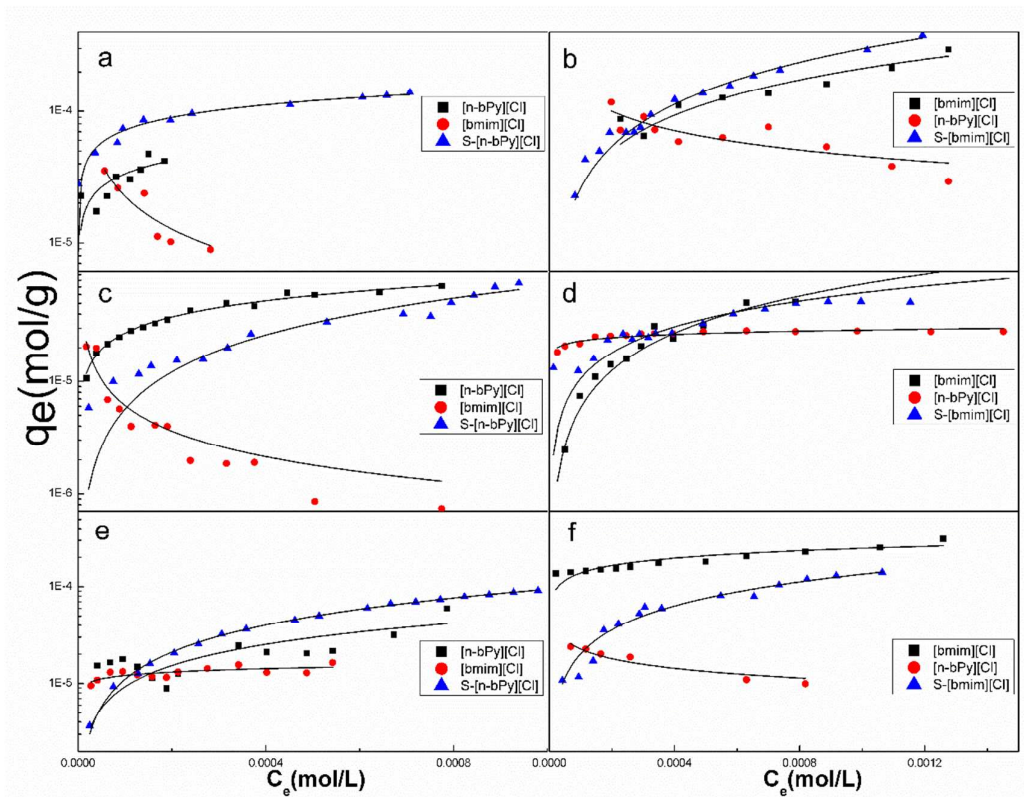 a
[n-bPy][Cl]
[bmim][Cl]
S-[n-bPy][Cl]
1E-4
1E-5
b
[bmim][Cl]
[n-bPy][Cl]
S-[bmim][Cl]
qe(mol/g)
c
[n-bPy][Cl]
[bmim][Cl]
S-[n-bPy][Cl]
1E-5
1E-6
d
[bmim][Cl]
[n-bPy][Cl]
S-[bmim][Cl]
e
[n-bPy][Cl]
[bmim][Cl]
S-[n-bPy][Cl]
1E-4
1E-5
f
[bmim][Cl]
[n-bPy][Cl]
S-[bmim][Cl]
0.0000 0.0004 0.0008 0.0000 0.0004 0.0008 0.0012
Ce(mol/L) Ce(mol/L)